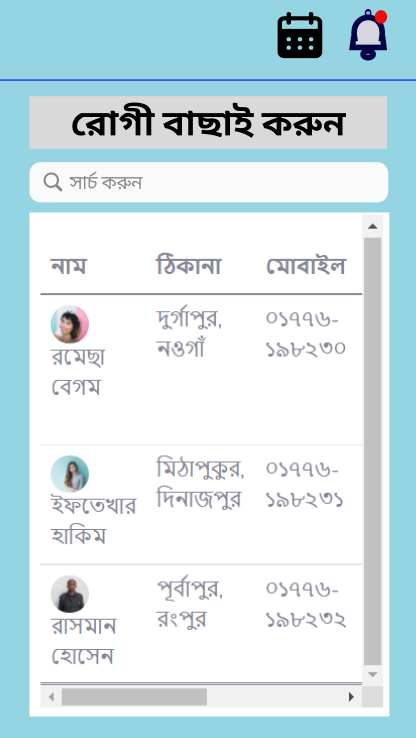 রোগী বাছাই করুন
সার্চ করুন
নাম ঠিকানা মোবাইল
রমেছা বেগম দুর্গাপুর, নওগাঁ ০১৭৭৬-১৯৮২৩০
ইফতেখার হাকিম মিঠাপুকুর, দিনাজপুর ০১৭৭৬-১৯৮২৩১
রাসমান হোসেন পূর্বাপুর, রংপুর ০১৭৭৬-১৯৮২৩২